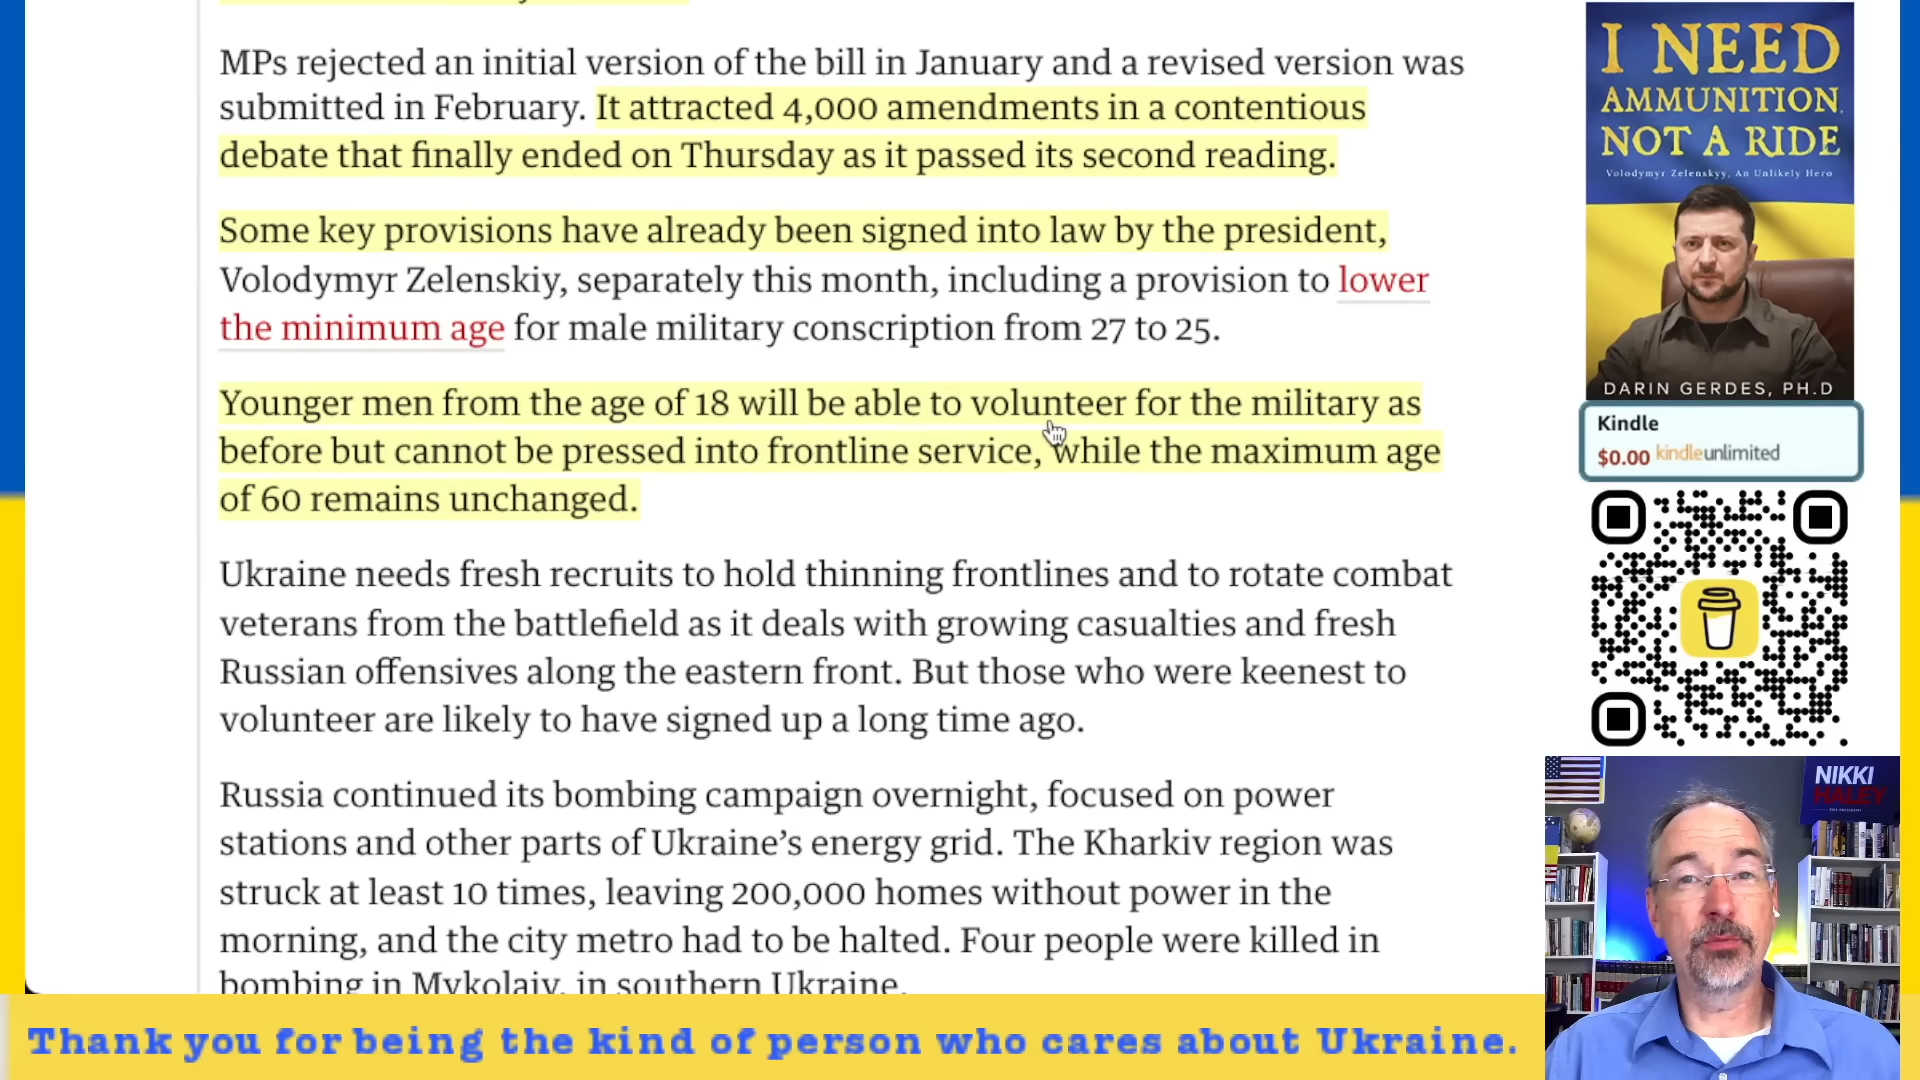 MPs rejected an initial version of the bill in January and a revised version was
submitted in February. It attracted 4,000 amendments in a contentious
debate that finally ended on Thursday as it passed its second reading.
Some key provisions have already been signed into law by the president,
Volodymyr Zelenskiy, separately this month, including a provision to lower
the minimum age for male military conscription from 27 to 25.
Younger men from the age of 18 will be able to volunteer for the military as
before but cannot be pressed into frontline service, while the maximum age
of 60 remains unchanged.
Ukraine needs fresh recruits to hold thinning frontlines and to rotate combat
veterans from the battlefield as it deals with growing casualties and fresh
Russian offensives along the eastern front. But those who were keenest to
volunteer are likely to have signed up a long time ago.
Russia continued its bombing campaign overnight, focused on power
stations and other parts of Ukraine’s energy grid. The Kharkiv region was
struck at least 10 times, leaving 200,000 homes without power in the
morning, and the city metro had to be halted. Four people were killed in
bombing in Mykolaiv, in southern Ukraine.
I NEED
AMMUNITION,
NOT A RIDE
Volodymyr Zelenskyy, An Unlikely Hero
DARIN GERDES, PH.D
Kindle
$0.00 kindleunlimited
NIKKI
HALEY
FOR PRESIDENT
Thank you for being the kind of person who cares about Ukraine.